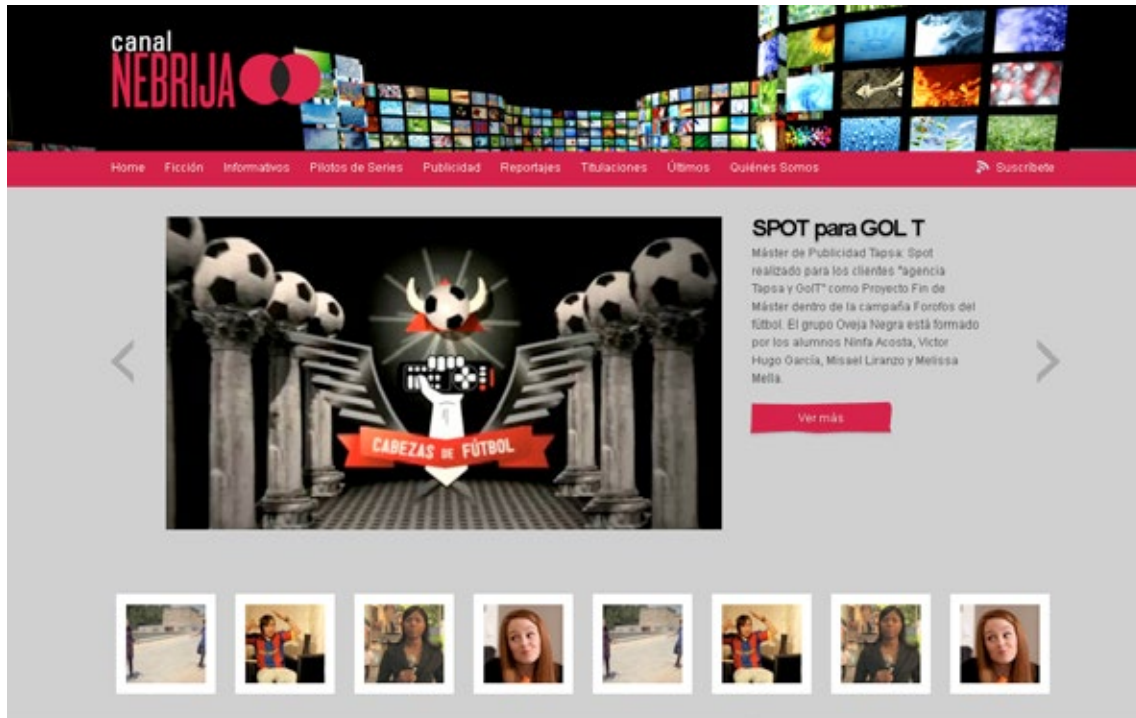 canal
NEBRIJA
Home Ficción Informativos Pilotos de Series Publicidad Reportajes Titulaciones Últimos Quiénes Somos Suscríbete
SPOT para GOL T
Máster de Publicidad Tapsa: Spot
realizado para los clientes "agencia
Tapsa y GolT" como Proyecto Fin de
Máster dentro de la campaña Forofos del
fútbol. El grupo Oveja Negra está formado
por los alumnos Ninfa Acosta, Victor
Hugo García, Misael Liranzo y Melissa
Mella.
Ver más
CABEZAS DE FÚTBOL